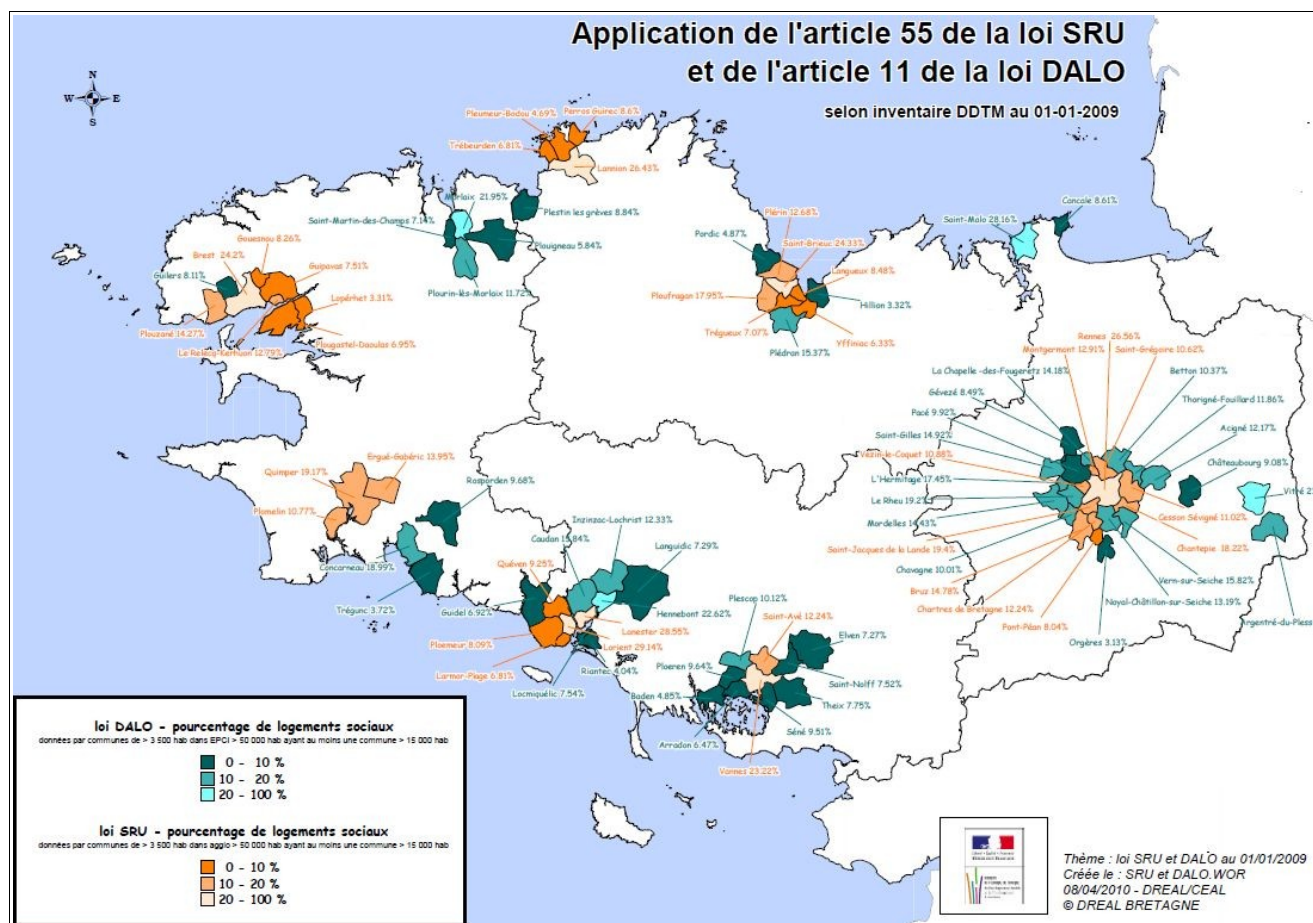 Application de l'article 55 de la loi SRU
et de l'article 11 de la loi DALO
selon inventaire DDTM au 01-01-2009
N
W
E
S
Pleumeur-Bodou 4.69%
Perros Guirec 8.6%
Trébeurden 6.81%
Lannion 26.43%
Morlaix 21.95%
Saint-Martin-des-Champs 7.14%
Plestin les grèves 8.84%
Plouigneau 5.84%
Plourin-lès-Morlaix 11.72%
Gouesnou 8.26%
Brest 24.2%
Guipavas 7.51%
Guilers 8.11%
Lopérhet 3.31%
Plouzané 14.27%
Le Relecq-Kerhuon 12.79%
Plougastel-Daoulas 6.95%
Plérin 12.68%
Pordic 4.87%
Saint-Brieuc 24.33%
Langueux 8.48%
Ploufragan 17.95%
Hillion 3.32%
Trégueux 7.07%
Yffiniac 6.33%
Plédran 15.37%
Saint-Malo 28.16%
Cancale 8.61%
Rennes 26.56%
Montgermont 12.91%
Saint-Grégoire 10.62%
La Chapelle -des-Fougeretz 14.18%
Betton 10.37%
Gévezé 8.49%
Thorigné-Fouillard 11.86%
Pacé 9.92%
Acigné 12.17%
Saint-Gilles 14.92%
Vezin-le-Coquet 10.88%
Châteaubourg 9.08%
L'Hermitage 17.45%
Vitré 2
Le Rheu 19.2%
Cesson Sévigné 11.02%
Mordelles 14.43%
Chantepie 18.22%
Saint-Jacques de la Lande 19.4%
Chavagne 10.01%
Vern-sur-Seiche 15.82%
Bruz 14.78%
Noyal-Châtillon-sur-Seiche 13.19%
Chartres de Bretagne 12.24%
Argentré-du-Pless
Pont-Péan 8.04%
Orgères 3.13%
Ergué-Gabéric 13.95%
Quimper 19.17%
Plomelin 10.77%
Rosporden 9.68%
Concarneau 18.99%
Trégunc 3.72%
Inzinzac-Lochrist 12.33%
Caudan 15.84%
Languidic 7.29%
Quéven 9.25%
Guidel 6.92%
Hennebont 22.62%
Ploemeur 8.09%
Lanester 28.55%
Lorient 29.14%
Larmor-Plage 6.81%
Riantec 4.04%
Locmiquélic 7.54%
Plescop 10.12%
Saint-Avé 12.24%
Elven 7.27%
Ploeren 9.64%
Saint-Nolff 7.52%
Baden 4.85%
Theix 7.75%
Arradon 6.47%
Séné 9.51%
Vannes 23.22%
loi DALO - pourcentage de logements sociaux
données par communes de > 3 500 hab dans EPCI > 50 000 hab ayant au moins une commune > 15 000 hab
0 - 10 %
10 - 20 %
20 - 100 %
loi SRU - pourcentage de logements sociaux
données par communes de > 3 500 hab dans agglo > 50 000 hab ayant au moins une commune > 15 000 hab
0 - 10 %
10 - 20 %
20 - 100 %
Thème : loi SRU et DALO au 01/01/2009
Créée le : SRU et DALO.WOR
08/04/2010 - DREAL/CEAL
© DREAL BRETAGNE